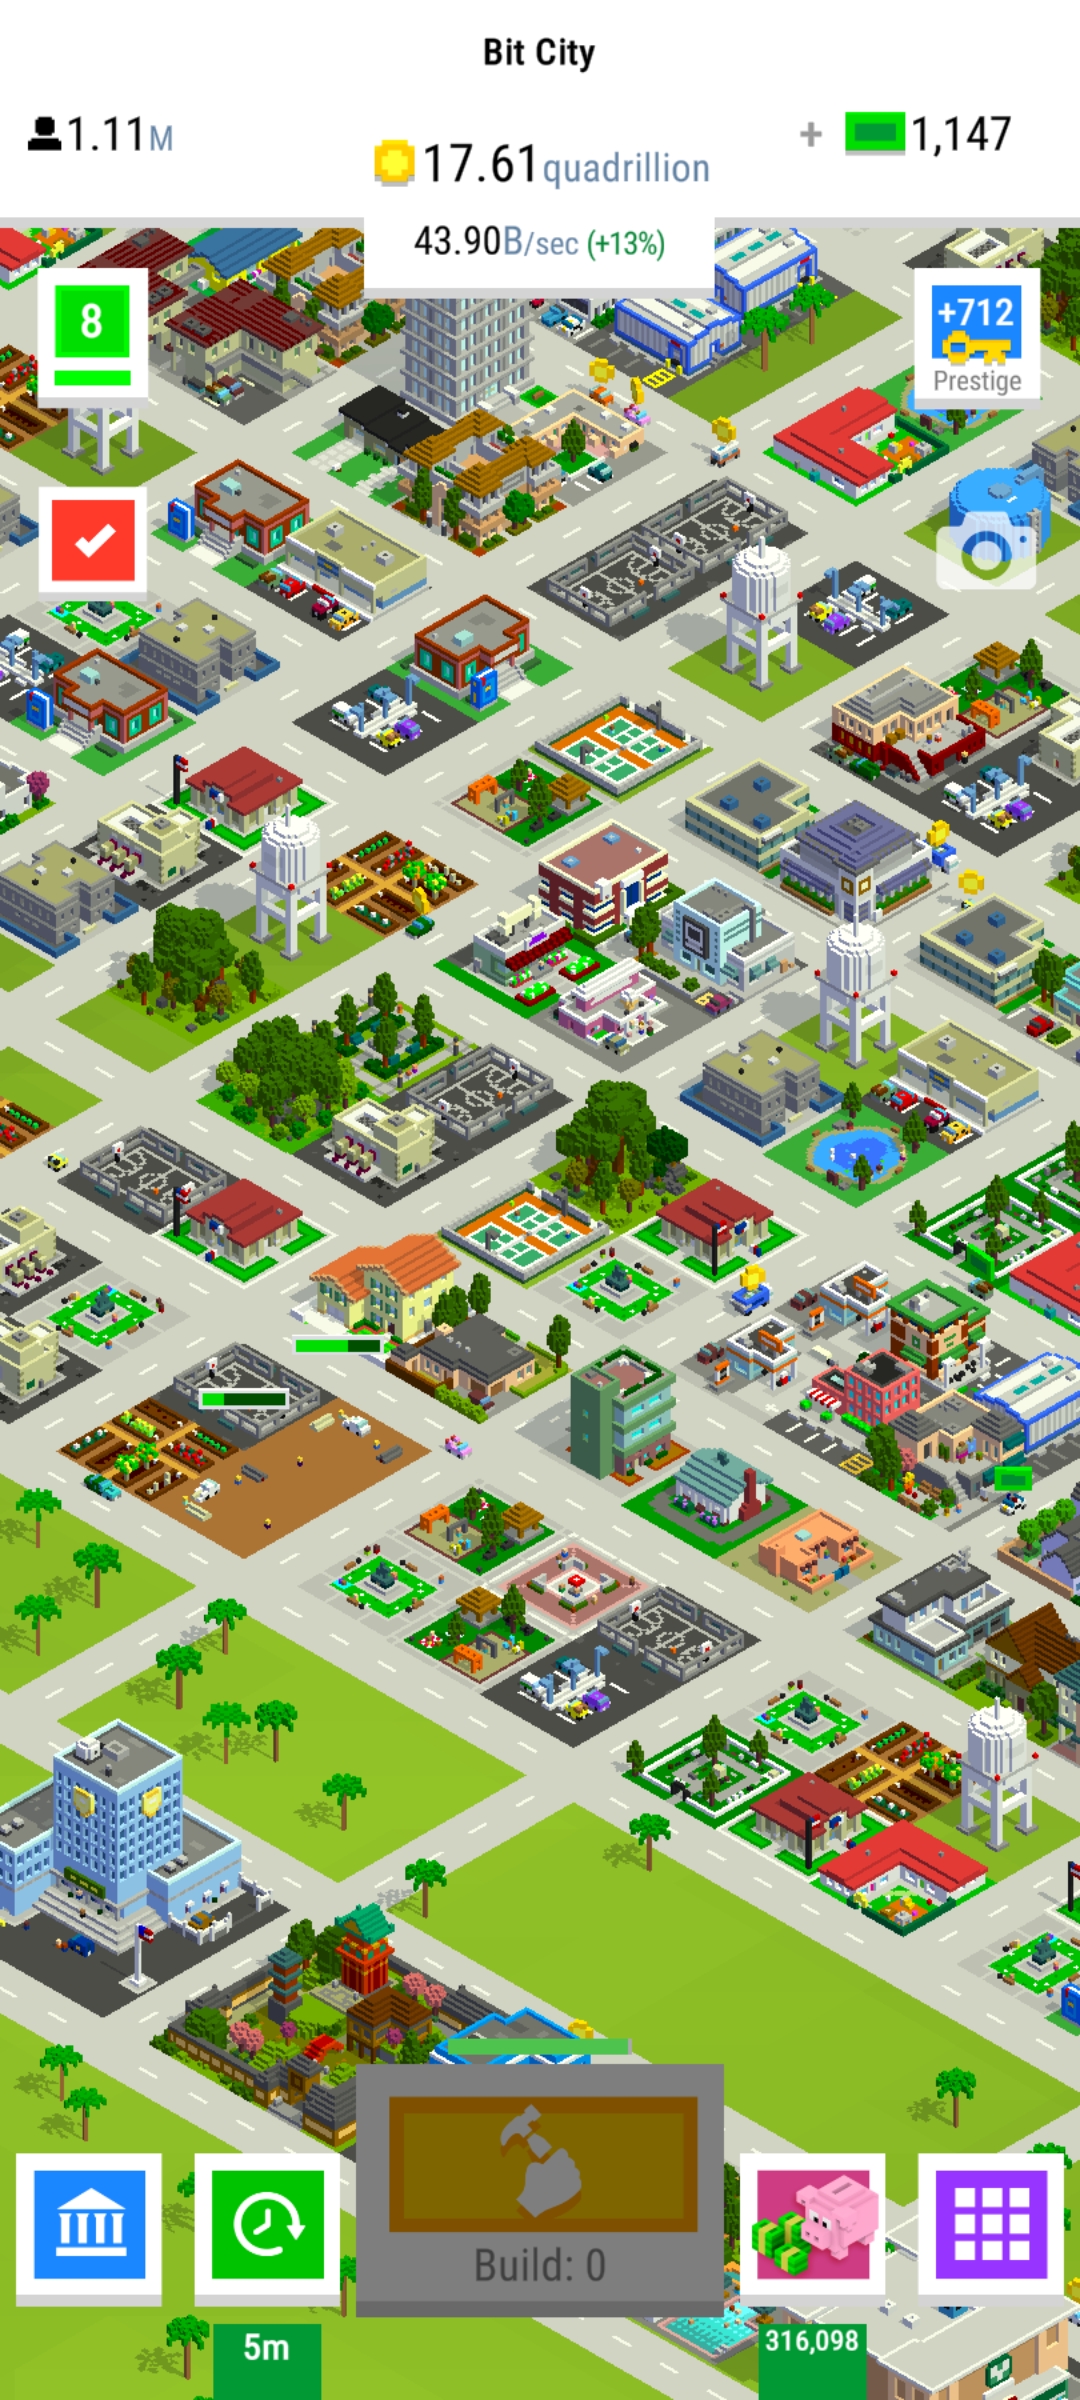 Bit City
1.11M
17.61quadrillion
+ 1,147
43.90B/sec (+13%)
8
+712
Prestige
Build: 0
5m
316,098